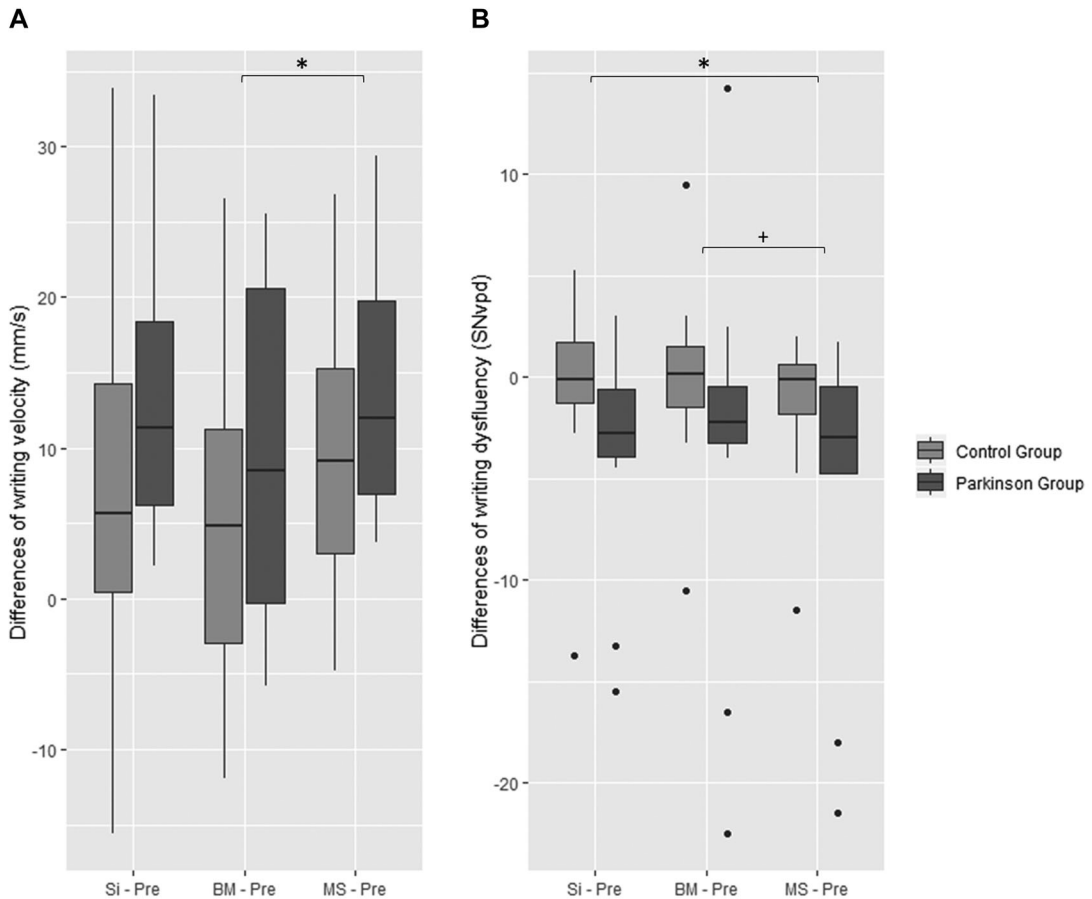 A
Differences of writing velocity (mm/s)
30
20
10
0
-10
*
Si - Pre BM - Pre MS - Pre
B
Differences of writing dysfluency (SNvpd)
10
0
-10
-20
*
+
Si - Pre BM - Pre MS - Pre
Control Group
Parkinson Group